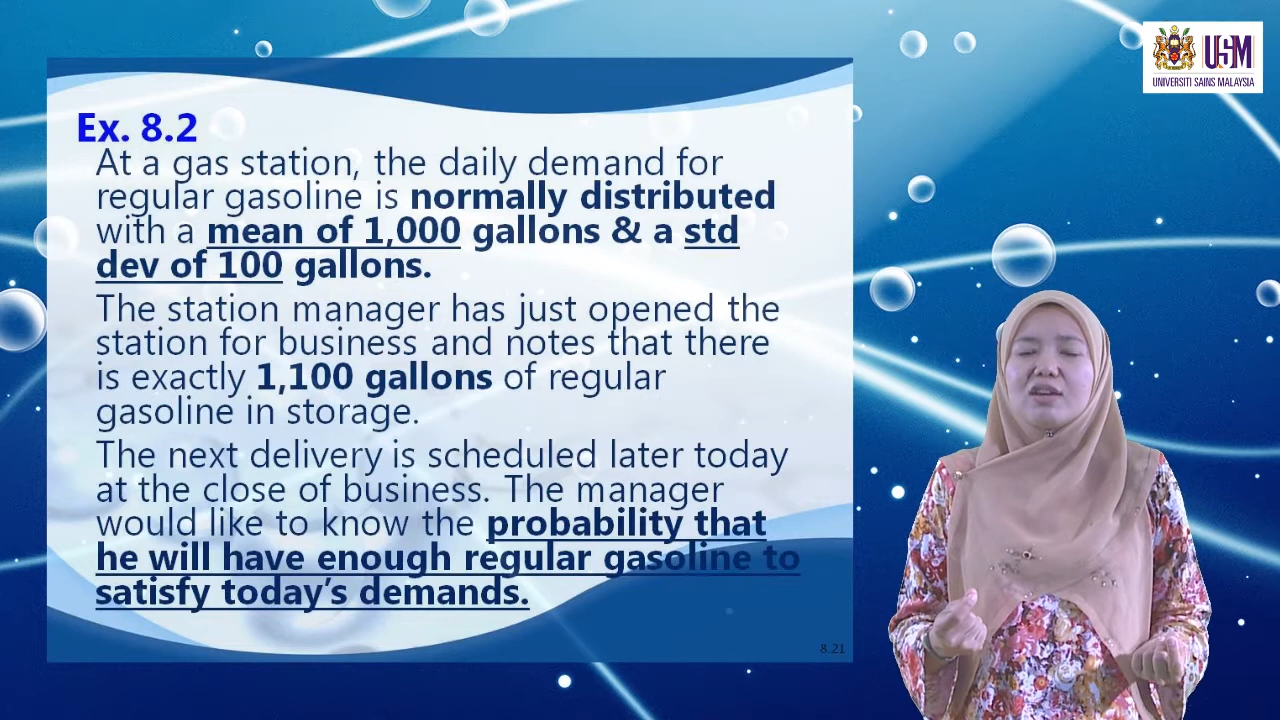 USM
UNIVERSITI SAINS MALAYSIA
Ex. 8.2
At a gas station, the daily demand for
regular gasoline is normally distributed
with a mean of 1,000 gallons & a std
dev of 100 gallons.
The station manager has just opened the
station for business and notes that there
is exactly 1,100 gallons of regular
gasoline in storage.
The next delivery is scheduled later today
at the close of business. The manager
would like to know the probability that
he will have enough regular gasoline to
satisfy today’s demands.
8.21